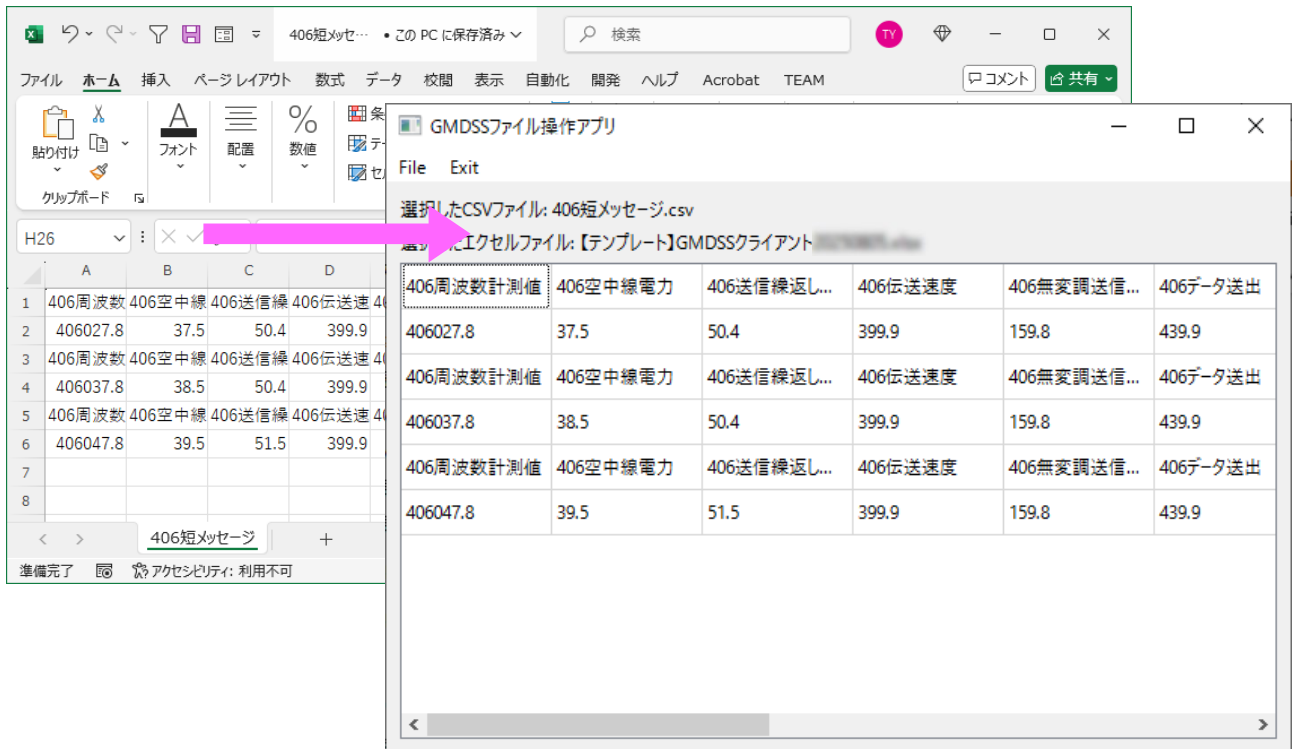 406短メッセ… • この PC に保存済み
検索
TY
ファイル ホーム 挿入 ページ レイアウト 数式 データ 校閲 表示 自動化 開発 ヘルプ Acrobat TEAM
コメント 共有
貼り付け フォント 配置 数値 条
テー
セル
クリップボード
H26
A B C D
1 406周波数 406空中線 406送信繰 406伝送速
2 406027.8 37.5 50.4 399.9
3 406周波数 406空中線 406送信繰 406伝送速
4 406037.8 38.5 50.4 399.9
5 406周波数 406空中線 406送信繰 406伝送速
6 406047.8 39.5 51.5 399.9
7
8
406短メッセージ
準備完了 アクセシビリティ: 利用不可
GMDSSファイル操作アプリ
File Exit
選択したCSVファイル: 406短メッセージ.csv
エクセルファイル: 【テンプレート】GMDSSクライアント
406周波数計測値 406空中線電力 406送信繰返し... 406伝送速度 406無変調送信... 406データ送出
406027.8 37.5 50.4 399.9 159.8 439.9
406周波数計測値 406空中線電力 406送信繰返し... 406伝送速度 406無変調送信... 406データ送出
406037.8 38.5 50.4 399.9 159.8 439.9
406周波数計測値 406空中線電力 406送信繰返し... 406伝送速度 406無変調送信... 406データ送出
406047.8 39.5 51.5 399.9 159.8 439.9